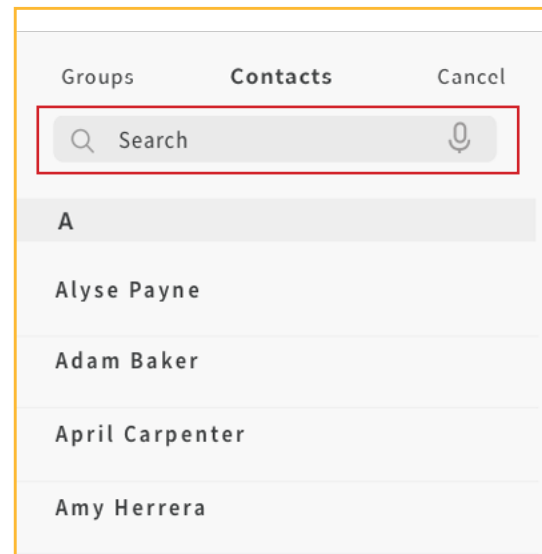 Groups Contacts Cancel
Search
A
Alyse Payne
Adam Baker
April Carpenter
Amy Herrera